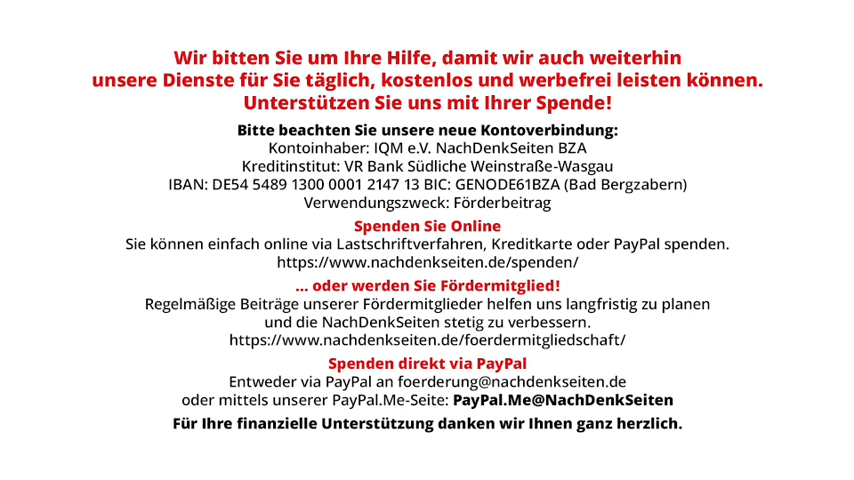 Wir bitten Sie um Ihre Hilfe, damit wir auch weiterhin
unsere Dienste für Sie täglich, kostenlos und werbefrei leisten können.
Unterstützen Sie uns mit Ihrer Spende!
Bitte beachten Sie unsere neue Kontoverbindung:
Kontoinhaber: IQM e.V. NachDenkSeiten BZA
Kreditinstitut: VR Bank Südliche Weinstraße-Wasgau
IBAN: DE54 5489 1300 0001 2147 13 BIC: GENODE61BZA (Bad Bergzabern)
Verwendungszweck: Förderbeitrag
Spenden Sie Online
Sie können einfach online via Lastschriftverfahren, Kreditkarte oder PayPal spenden.
https://www.nachdenkseiten.de/spenden/
... oder werden Sie Fördermitglied!
Regelmäßige Beiträge unserer Fördermitglieder helfen uns langfristig zu planen
und die NachDenkSeiten stetig zu verbessern.
https://www.nachdenkseiten.de/foerdermitgliedschaft/
Spenden direkt via PayPal
Entweder via PayPal an foerderung@nachdenkseiten.de
oder mittels unserer PayPal.Me-Seite: PayPal.Me@NachDenkSeiten
Für Ihre finanzielle Unterstützung danken wir Ihnen ganz herzlich.